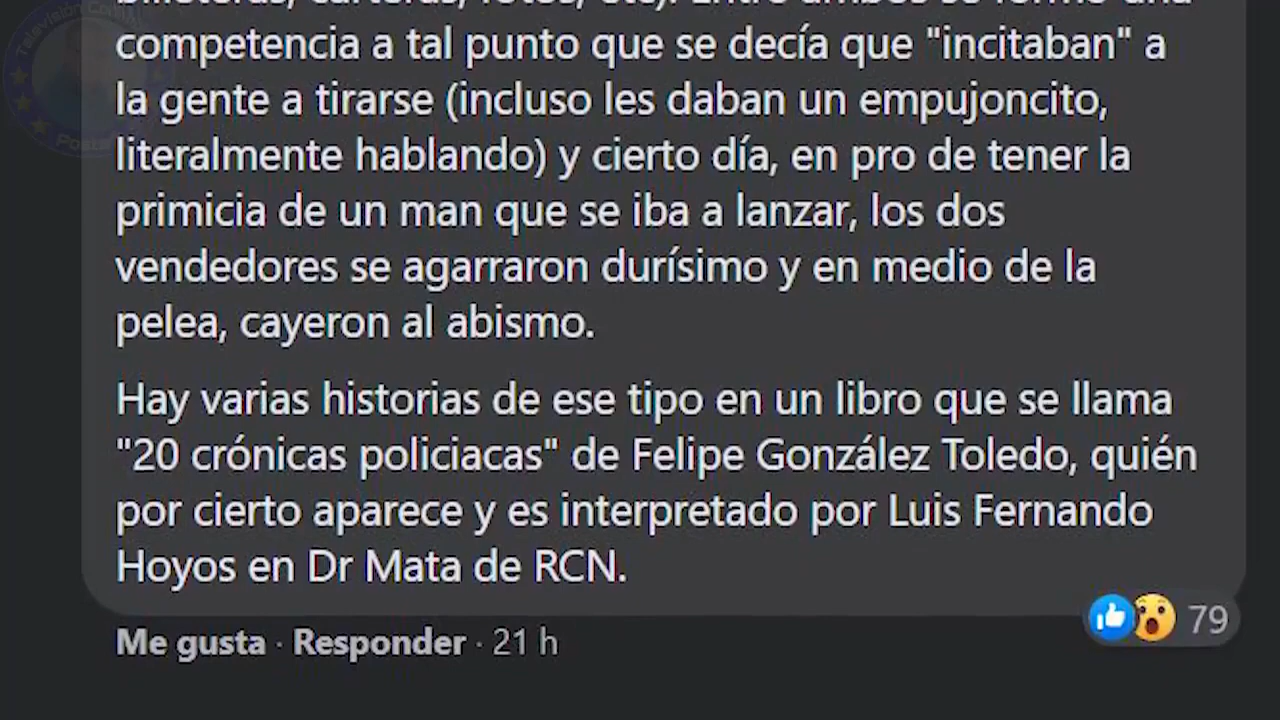 competencia a tal punto que se decía que "incitaban" a
la gente a tirarse (incluso les daban un empujoncito,
literalmente hablando) y cierto día, en pro de tener la
primicia de un man que se iba a lanzar, los dos
vendedores se agarraron durísimo y en medio de la
pelea, cayeron al abismo.
Hay varias historias de ese tipo en un libro que se llama
"20 crónicas policiacas" de Felipe González Toledo, quién
por cierto aparece y es interpretado por Luis Fernando
Hoyos en Dr Mata de RCN.
79
Me gusta · Responder · 21 h